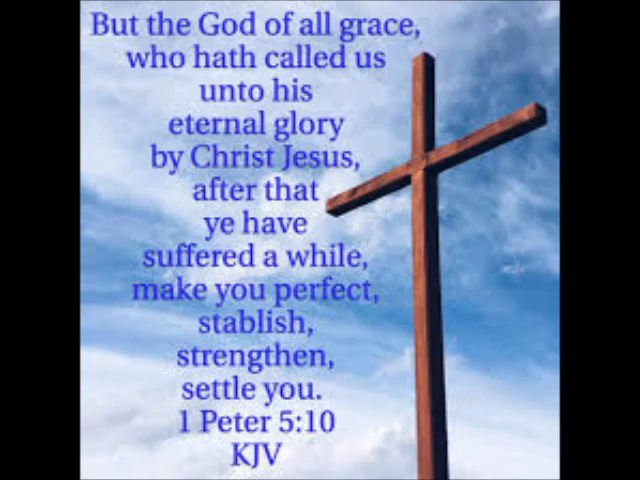 But the God of all grace,
who hath called us
unto his
eternal glory
by Christ Jesus,
after that
ye have
suffered a while,
make you perfect,
stablish,
strengthen,
settle you.
1 Peter 5:10
KJV